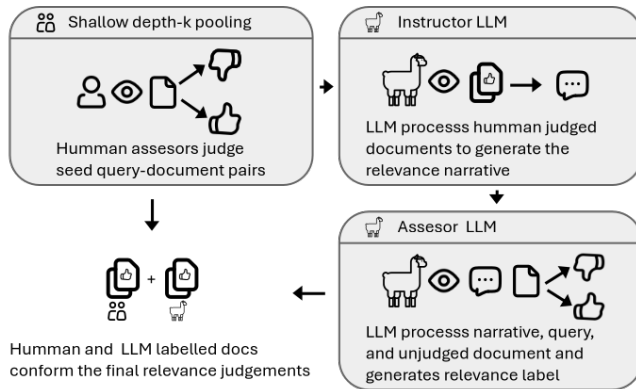 Shallow depth-k pooling
Humman assesors judge
seed query-document pairs
Instructor LLM
LLM processs humman judged
documents to generate the
relevance narrative
Assesor LLM
LLM processs narrative, query,
and unjudged document and
generates relevance label
+
Humman and LLM labelled docs
conform the final relevance judgements